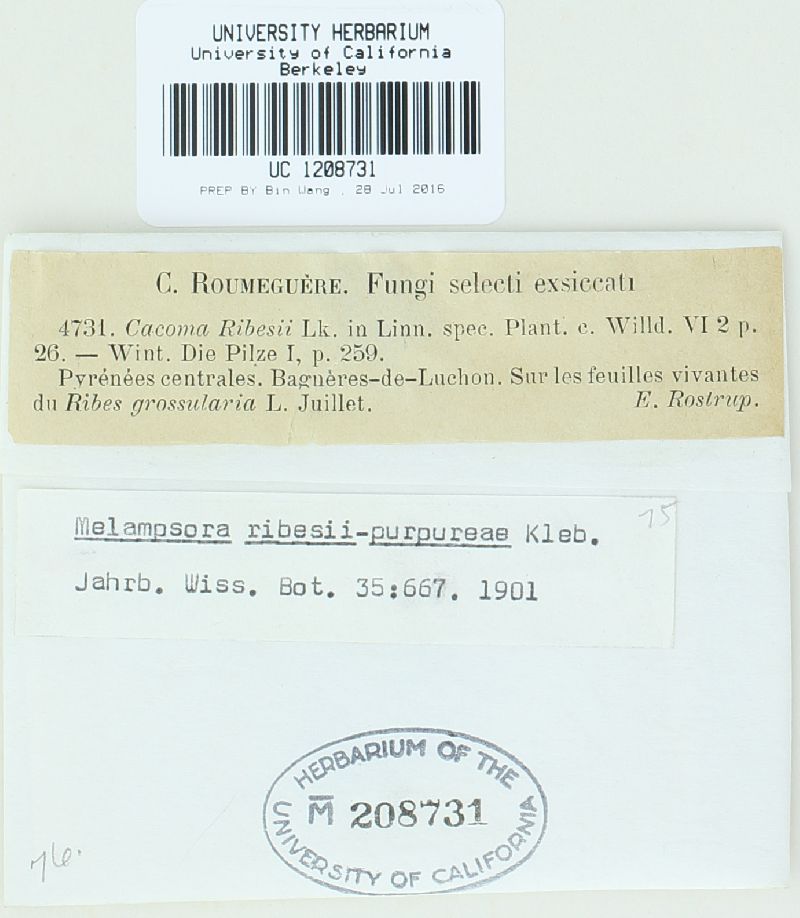 UNIVERSITY HERBARIUM
University of California
Berkeley
UC 1208731
PREP BY Bin Wang , 28 Jul 2016
C. ROUMEGUÈRE. Fungi selecti exsiccati
4731. Cacoma Ribesii Lk. in Linn. spec. Plant. c. Willd. VI 2 p.
26. — Wint. Die Pilze I, p. 259.
Pyrénées centrales. Bagnères-de-Luchon. Sur les feuilles vivantes
du Ribes grossularia L. Juillet. E. Rostrup.
15
Melampsora ribesii-purpureae Kleb.
Jahrb. Wiss. Bot. 35:667. 1901
HERBARIUM OF THE
M 208731
UNIVERSITY OF CALIFORNIA